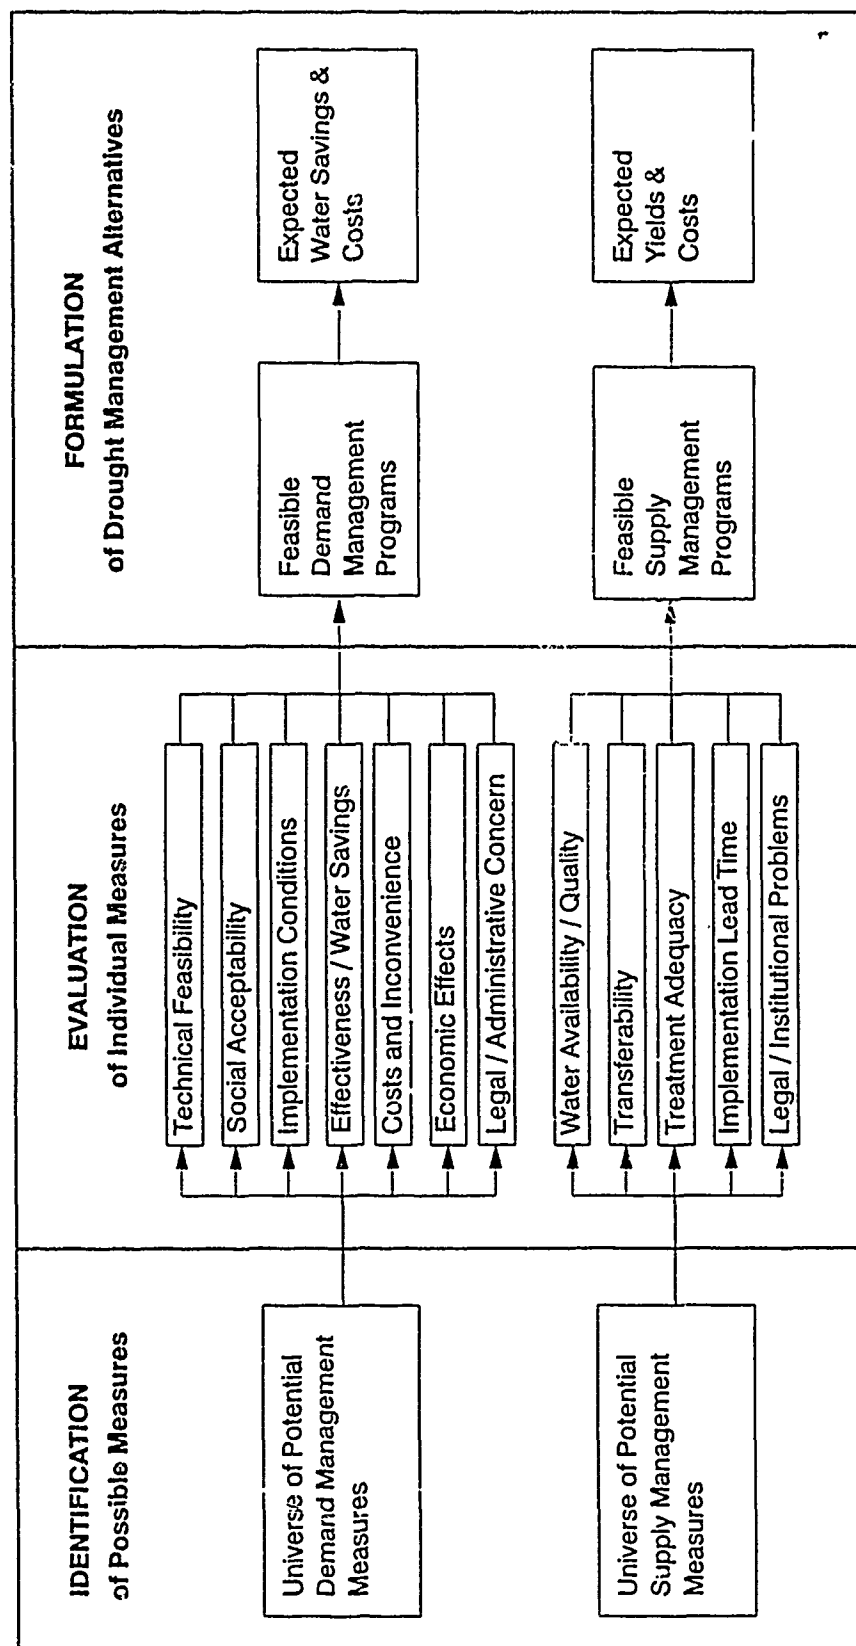 IDENTIFICATION
of Possible Measures
Universe of Potential
Demand Management
Measures
Universe of Potential
Supply Management
Measures
EVALUATION
of Individual Measures
Technical Feasibility
Social Acceptability
Implementation Conditions
Effectiveness / Water Savings
Costs and Inconvenience
Economic Effects
Legal / Administrative Concern
Water Availability / Quality
Transferability
Treatment Adequacy
Implementation Lead Time
Legal / Institutional Problems
FORMULATION
of Drought Management Alternatives
Feasible
Demand
Management
Programs
Expected
Water Savings &
Costs
Feasible
Supply
Management
Programs
Expected
Yields &
Costs